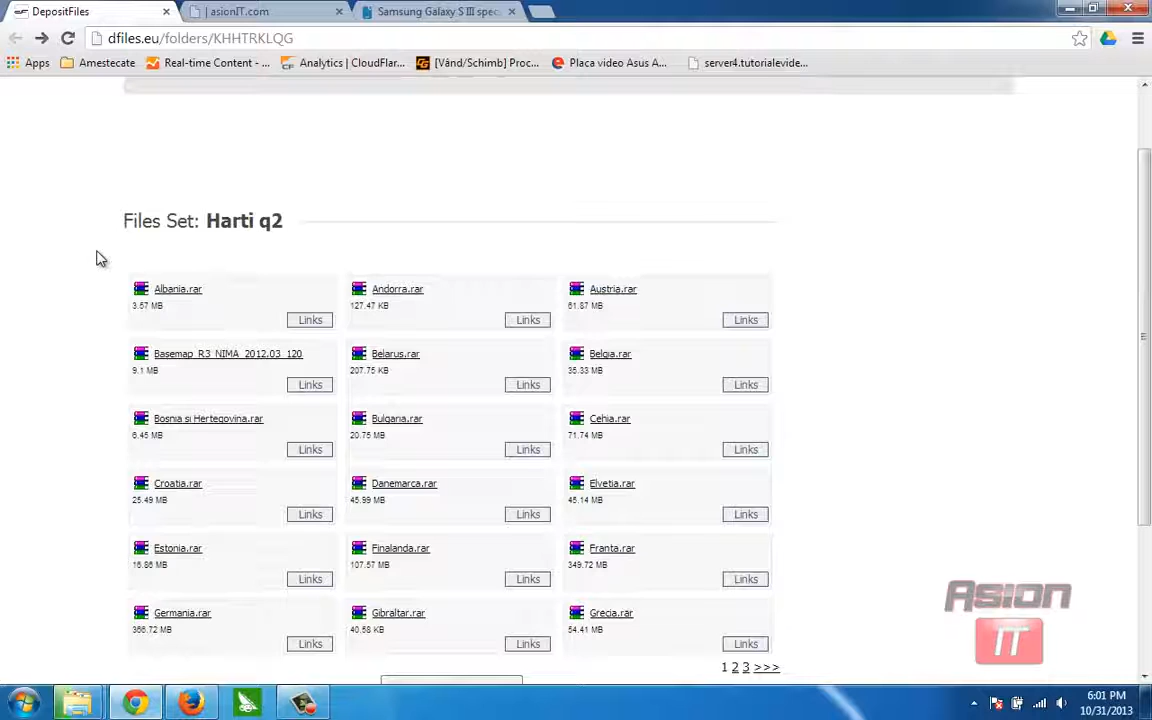 DepositFiles
| asionIT.com
Samsung Galaxy S III spec
dfiles.eu/folders/KHHTRKLQG
Apps Amestecate Real-time Content - ... Analytics | CloudFlar... [Vând/Schimb] Proc... Placa video Asus A... server4.tutorialevide...
Files Set: Harti q2
Albania.rar Andorra.rar Austria.rar
3.57 MB 127.47 KB 61.87 MB
Links Links Links
Basemap_R3_NIMA_2012.03_120 Belarus.rar Belgia.rar
9.1 MB 207.75 KB 35.33 MB
Links Links Links
Bosnia si Hertegovina.rar Bulgaria.rar Cehia.rar
6.45 MB 20.75 MB 71.74 MB
Links Links Links
Croatia.rar Danemarca.rar Elvetia.rar
25.49 MB 45.99 MB 45.14 MB
Links Links Links
Estonia.rar Finalanda.rar Franta.rar
16.86 MB 107.57 MB 349.72 MB
Links Links Links
Germania.rar Gibraltar.rar Grecia.rar
366.72 MB 40.58 KB 54.41 MB
Links Links Links
1 2 3 >>>
Asion
IT
6:01 PM
10/31/2013